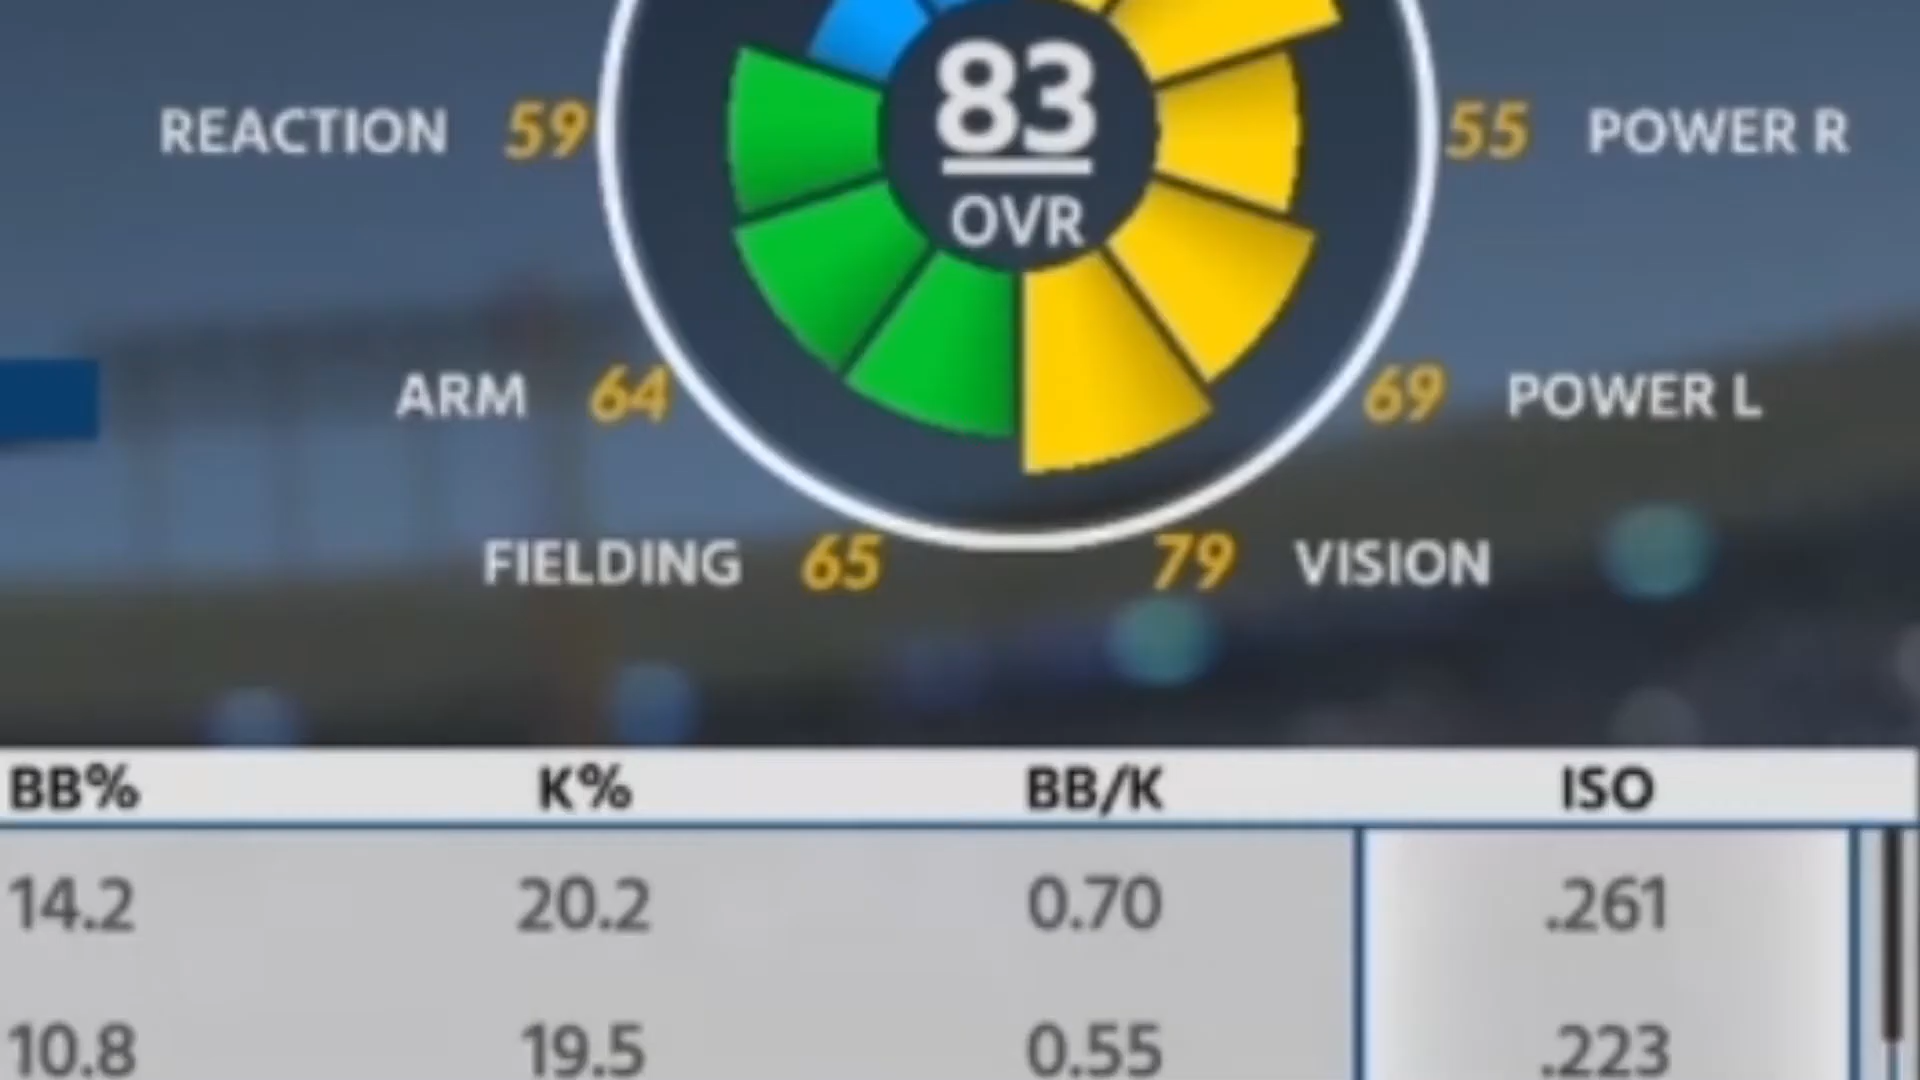 83
OVR
REACTION 59
55 POWER R
ARM 64
69 POWER L
FIELDING 65
79 VISION
BB% K% BB/K ISO
14.2 20.2 0.70 .261
10.8 19.5 0.55 .223